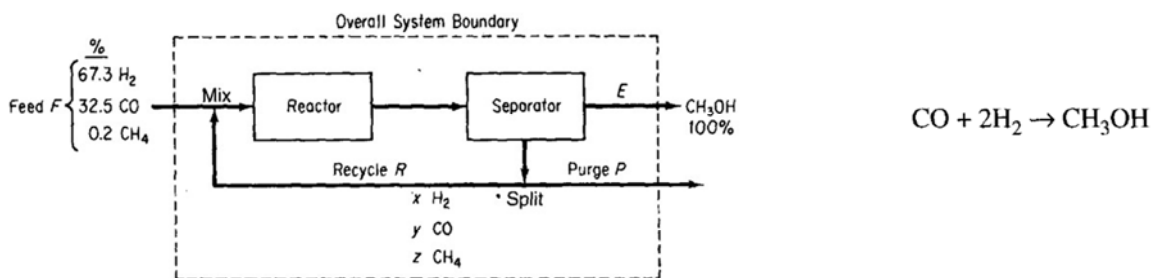 Overall System Boundary
%
67.3 H₂
Feed F 32.5 CO
0.2 CH₄
Mix
Reactor
Separator
E
CH₃OH
100%
Recycle R
Purge P
x H₂
Split
y CO
z CH₄
CO + 2H₂ → CH₃OH